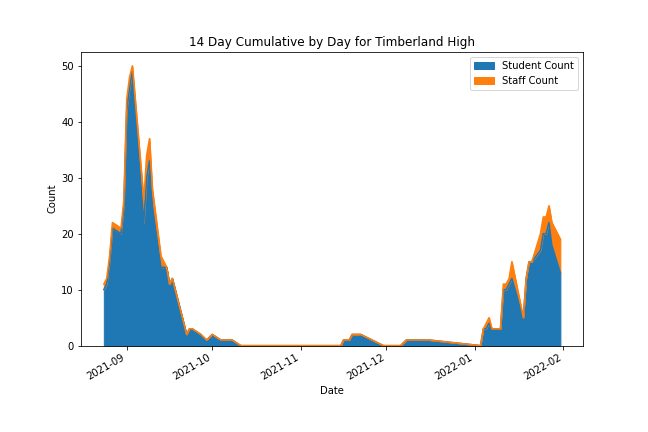 14 Day Cumulative by Day for Timberland High
Student Count
Staff Count
Count
50
40
30
20
10
0
2021-09
2021-10
2021-11
2021-12
2022-01
2022-02
Date